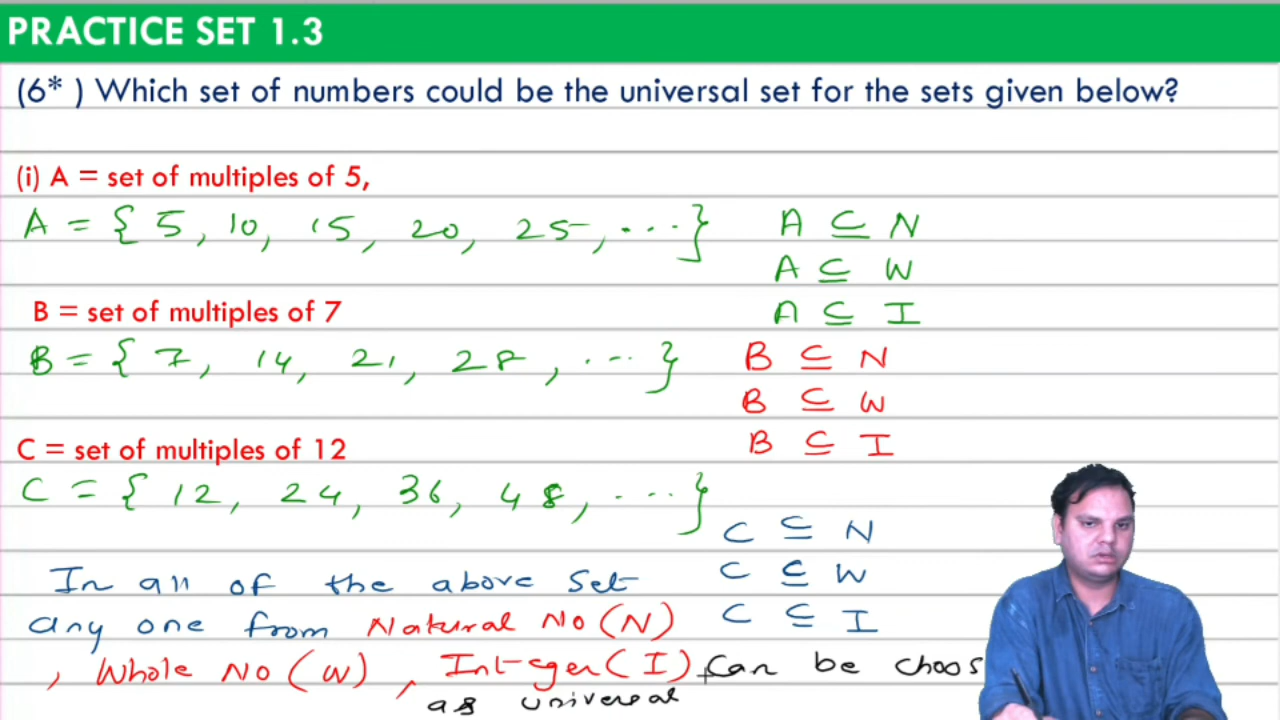 PRACTICE SET 1.3
(6* ) Which set of numbers could be the universal set for the sets given below?
(i) A = set of multiples of 5,
A = { 5, 10, 15, 20, 25, ... }
A ⊆ N
A ⊆ W
A ⊆ I
B = set of multiples of 7
B = { 7, 14, 21, 28, ... }
B ⊆ N
B ⊆ W
B ⊆ I
C = set of multiples of 12
C = { 12, 24, 36, 48, ... }
C ⊆ N
C ⊆ W
C ⊆ I
In all of the above set
any one from Natural No (N)
, Whole No (W) , Integer (I) can be choos
as universal